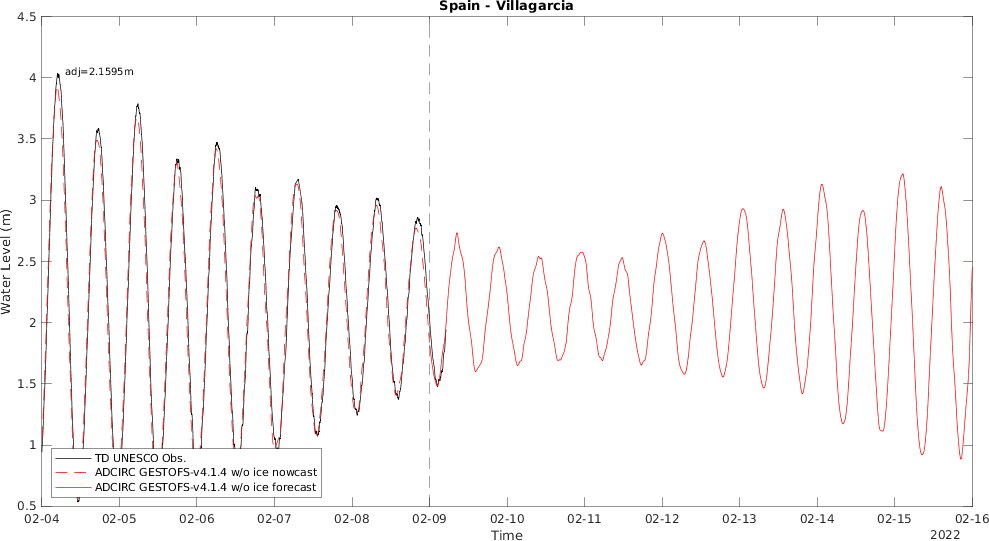 Spain - Villagarcia
4.5
4
3.5
3
2.5
2
1.5
1
0.5
Water Level (m)
adj=2.1595m
TD UNESCO Obs.
ADCIRC GESTOFS-v4.1.4 w/o ice nowcast
ADCIRC GESTOFS-v4.1.4 w/o ice forecast
02-04 02-05 02-06 02-07 02-08 02-09 02-10 02-11 02-12 02-13 02-14 02-15 02-16
Time
2022